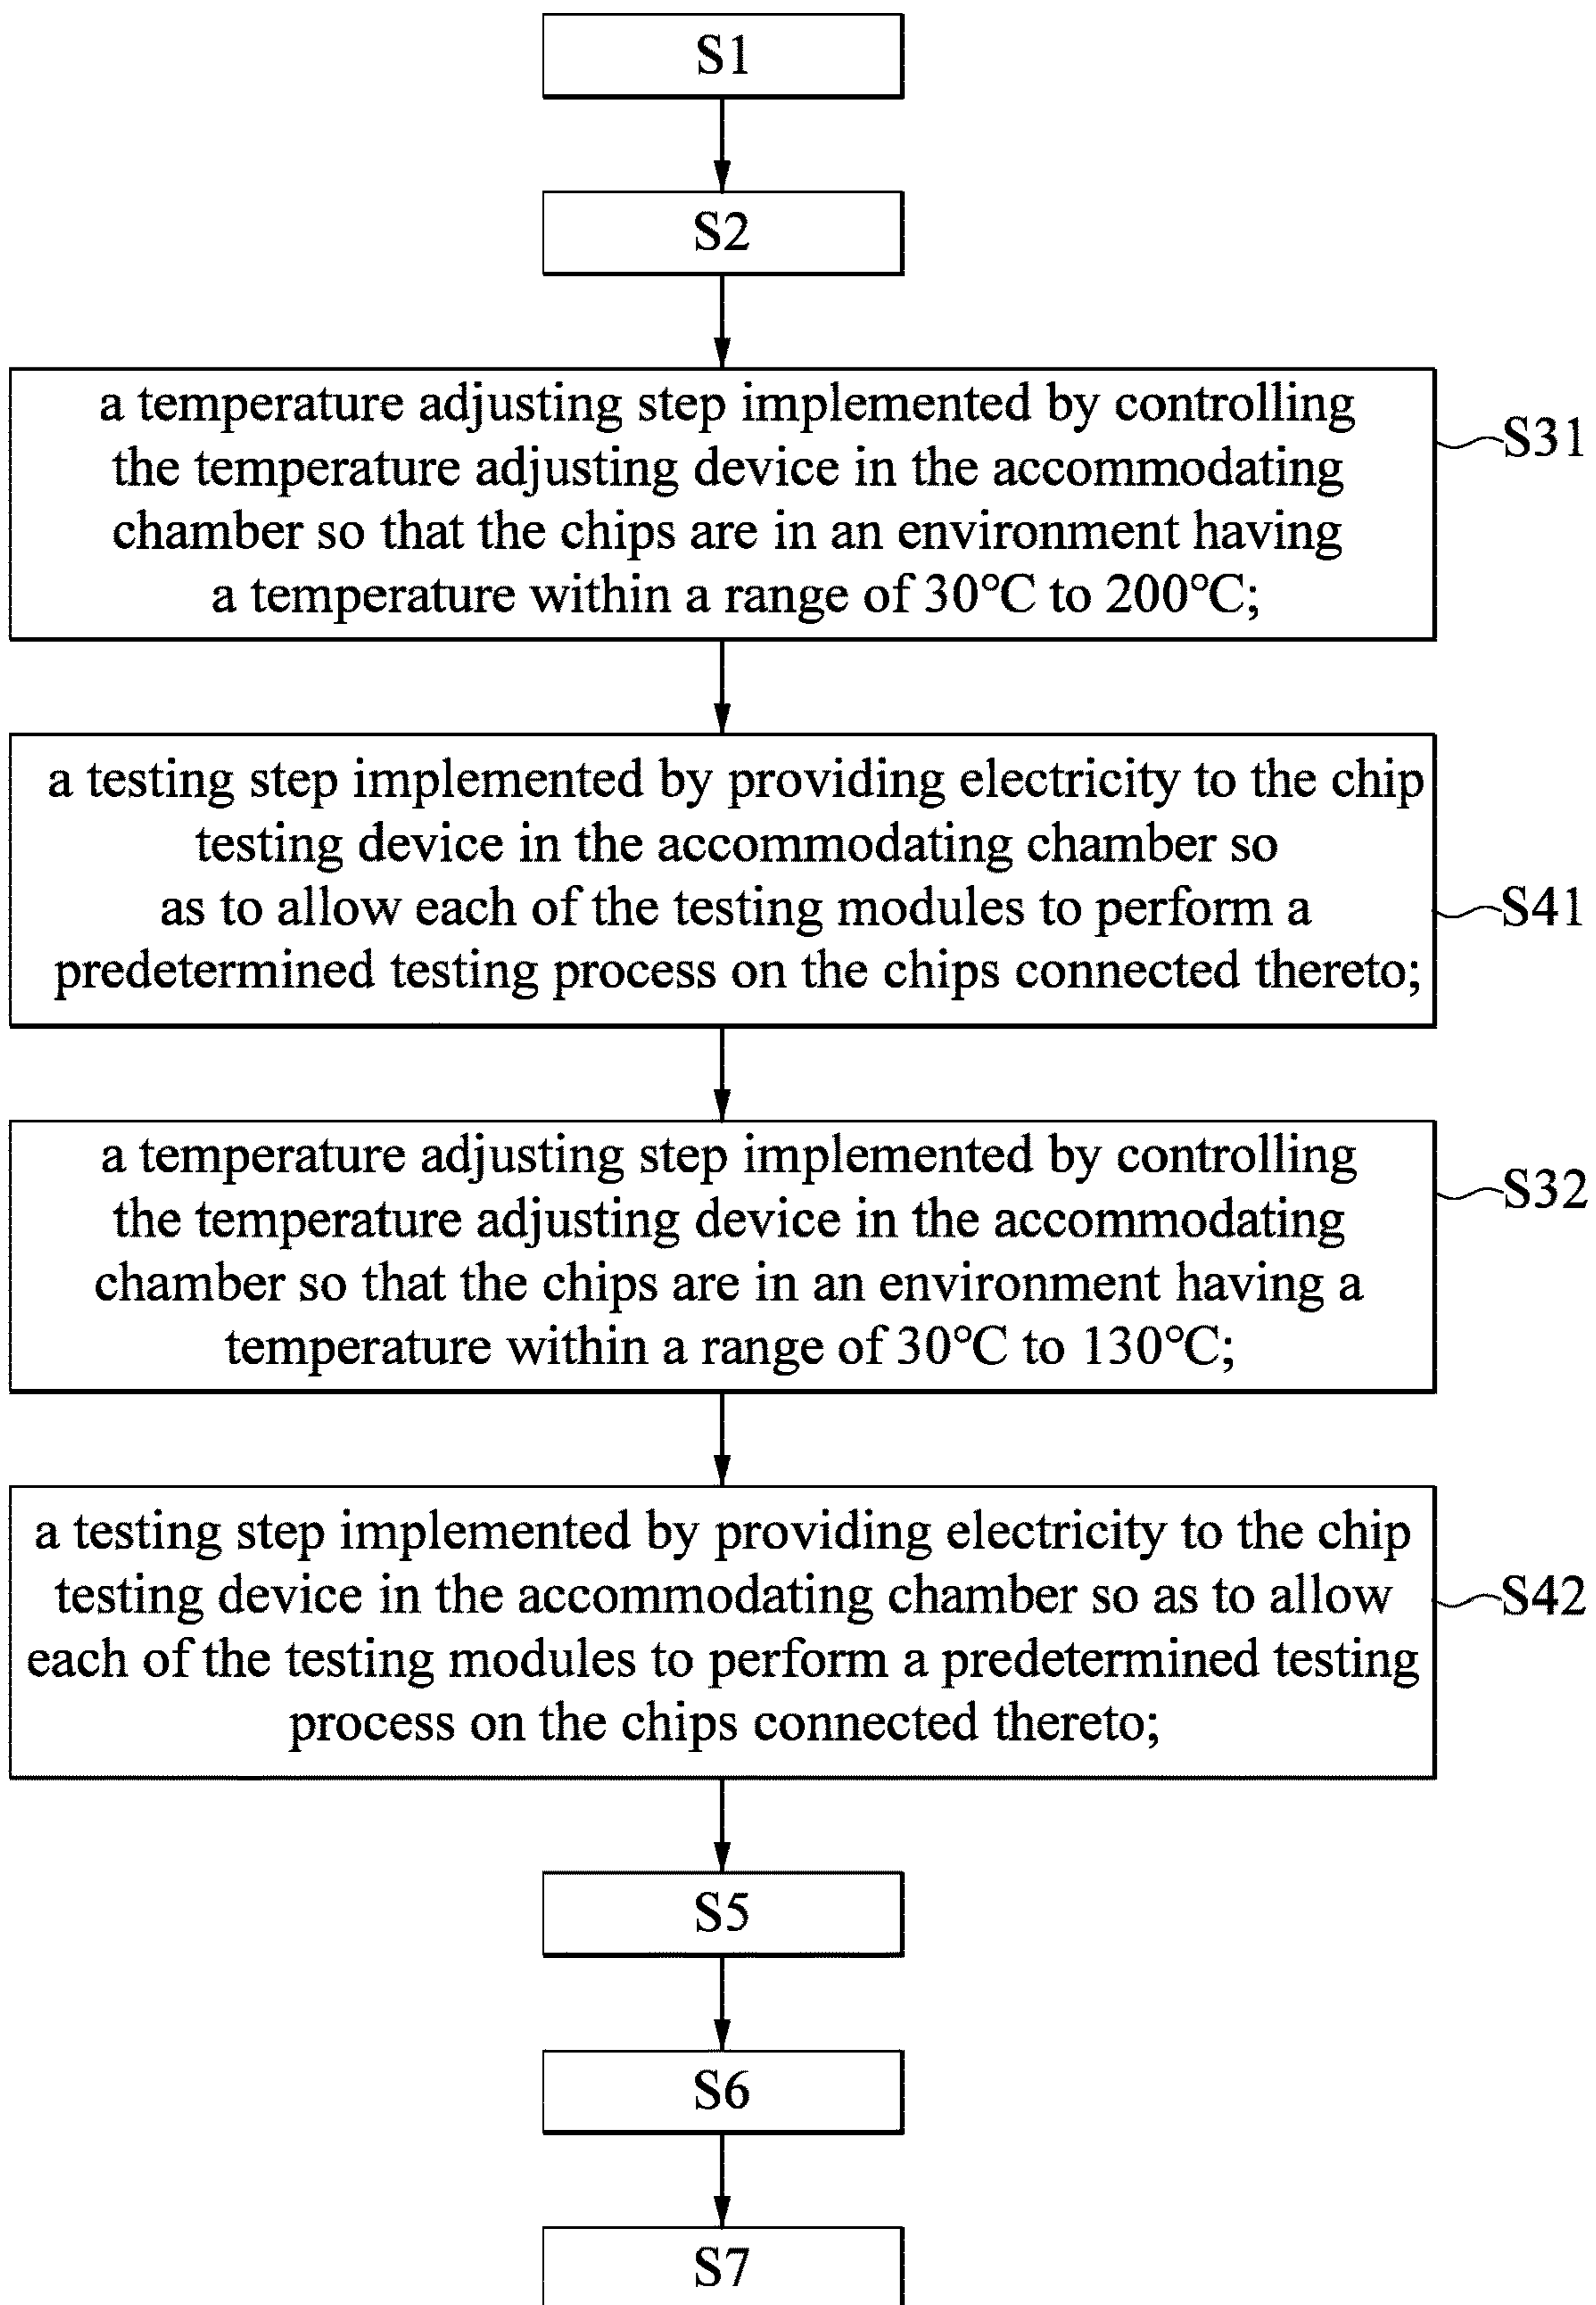 S1
S2
a temperature adjusting step implemented by controlling
the temperature adjusting device in the accommodating
chamber so that the chips are in an environment having
a temperature within a range of 30°C to 200°C;
S31
a testing step implemented by providing electricity to the chip
testing device in the accommodating chamber so
as to allow each of the testing modules to perform a
predetermined testing process on the chips connected thereto;
S41
a temperature adjusting step implemented by controlling
the temperature adjusting device in the accommodating
chamber so that the chips are in an environment having a
temperature within a range of 30°C to 130°C;
S32
a testing step implemented by providing electricity to the chip
testing device in the accommodating chamber so as to allow
each of the testing modules to perform a predetermined testing
process on the chips connected thereto;
S42
S5
S6
S7